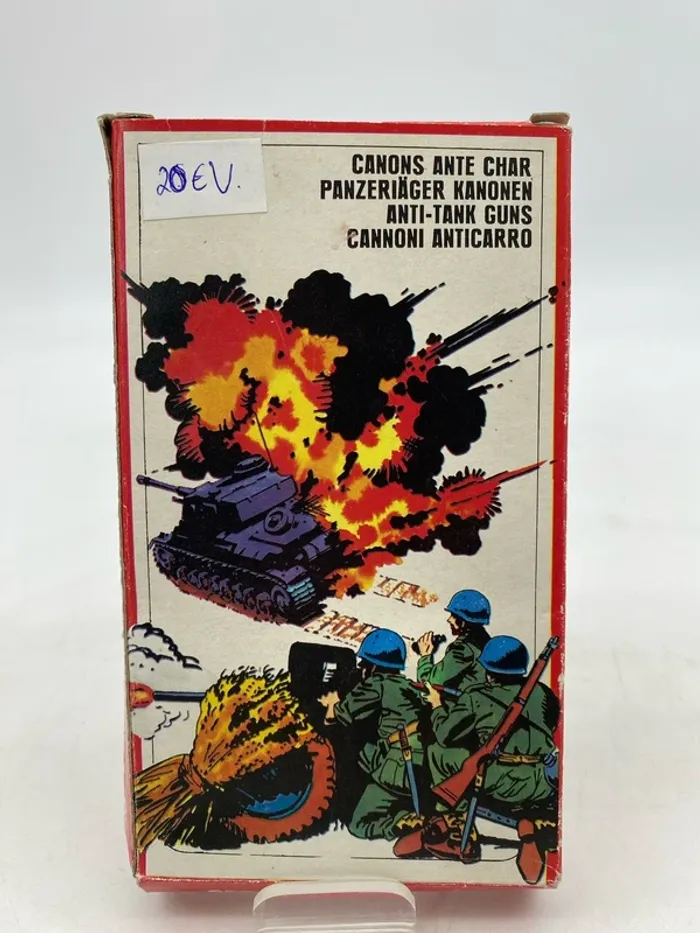 20€U.
CANONS ANTE CHAR
PANZERIÄGER KANONEN
ANTI-TANK GUNS
CANNONI ANTICARRO